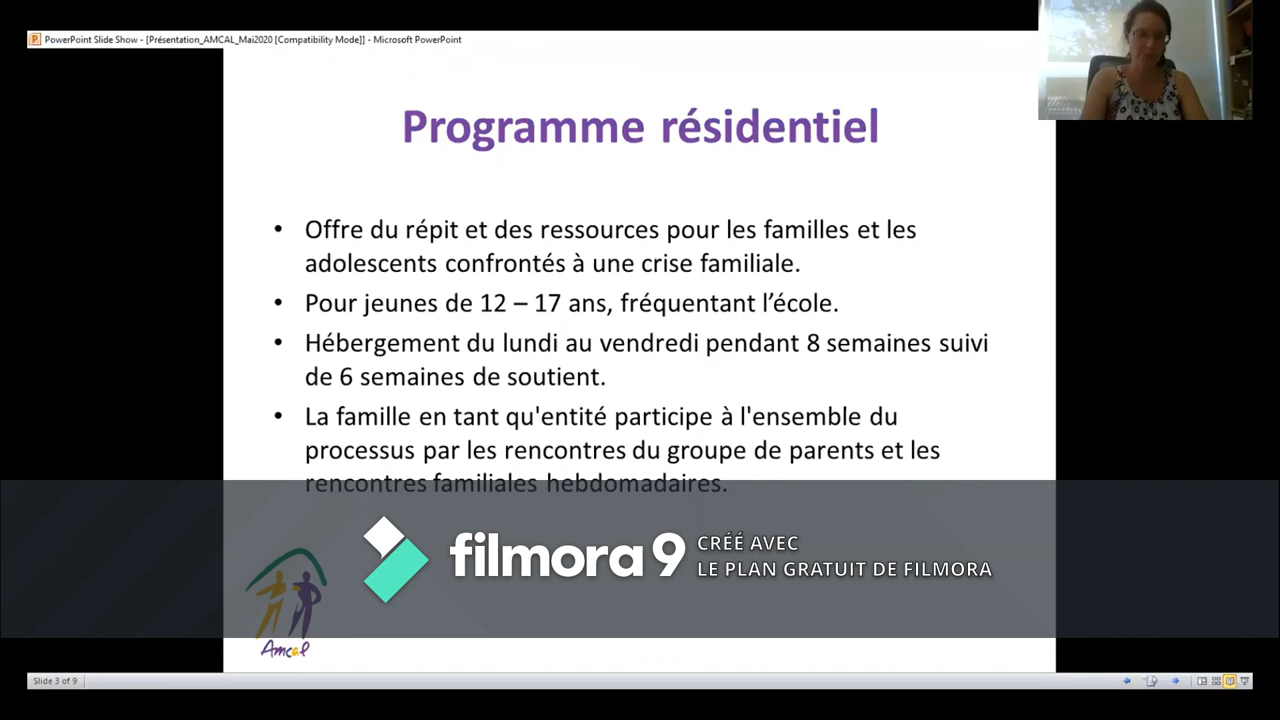 PowerPoint Slide Show - [Présentation_AMCAL_Mai2020 [Compatibility Mode]] - Microsoft PowerPoint
Programme résidentiel
• Offre du répit et des ressources pour les familles et les
adolescents confrontés à une crise familiale.
• Pour jeunes de 12 – 17 ans, fréquentant l’école.
• Hébergement du lundi au vendredi pendant 8 semaines suivi
de 6 semaines de soutient.
• La famille en tant qu'entité participe à l'ensemble du
processus par les rencontres du groupe de parents et les
rencontres familiales hebdomadaires.
filmora 9
CRÉÉ AVEC
LE PLAN GRATUIT DE FILMORA
Amcal
Slide 3 of 9